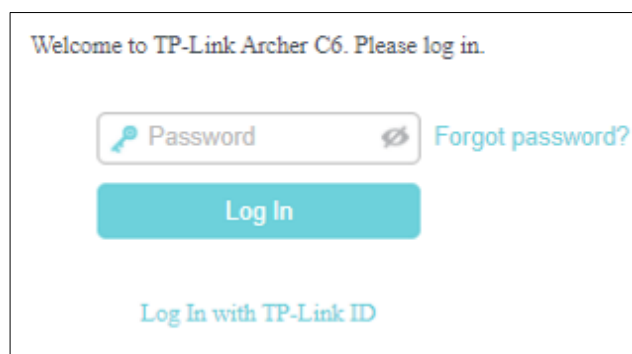 Welcome to TP-Link Archer C6. Please log in.
Password Forgot password?
Log In
Log In with TP-Link ID